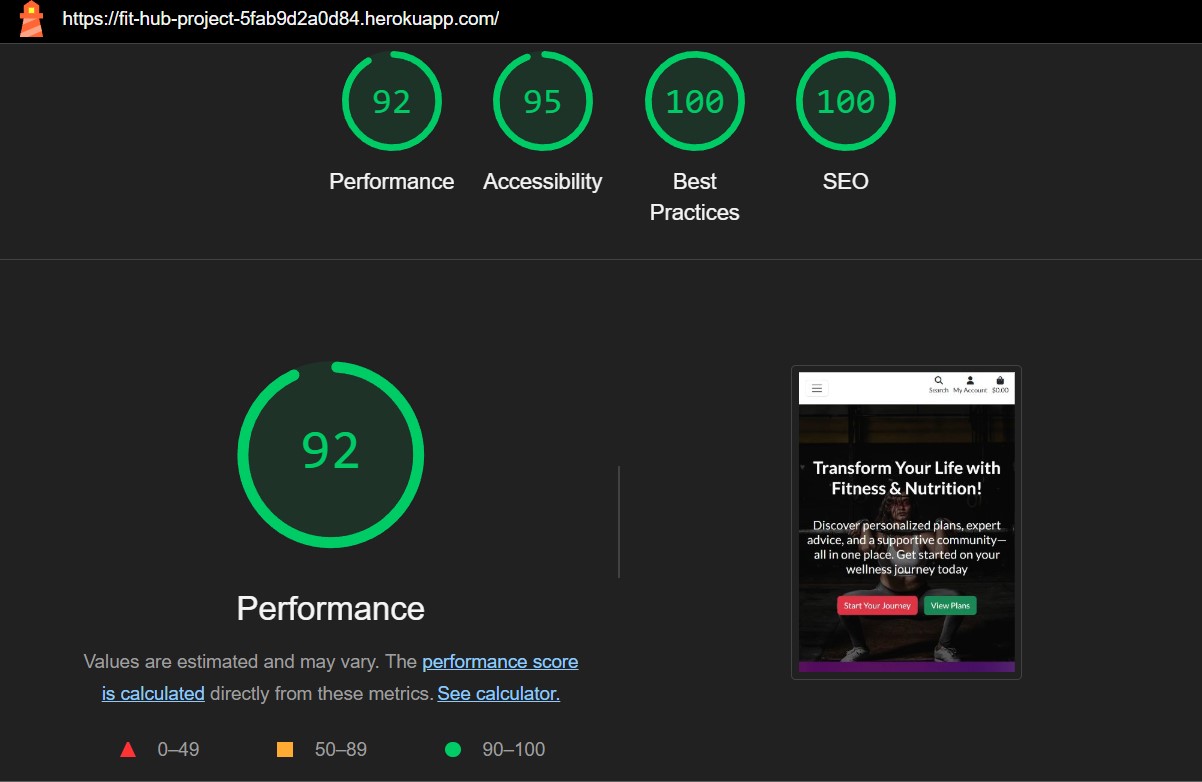 https://fit-hub-project-5fab9d2a0d84.herokuapp.com/
92
95
100
100
Performance
Accessibility
Best
Practices
SEO
92
Performance
Values are estimated and may vary. The performance score
is calculated directly from these metrics. See calculator.
0–49
50–89
90–100
Search
My Account
$0.00
Transform Your Life with
Fitness & Nutrition!
Discover personalized plans, expert
advice, and a supportive community—
all in one place. Get started on your
wellness journey today
Start Your Journey
View Plans